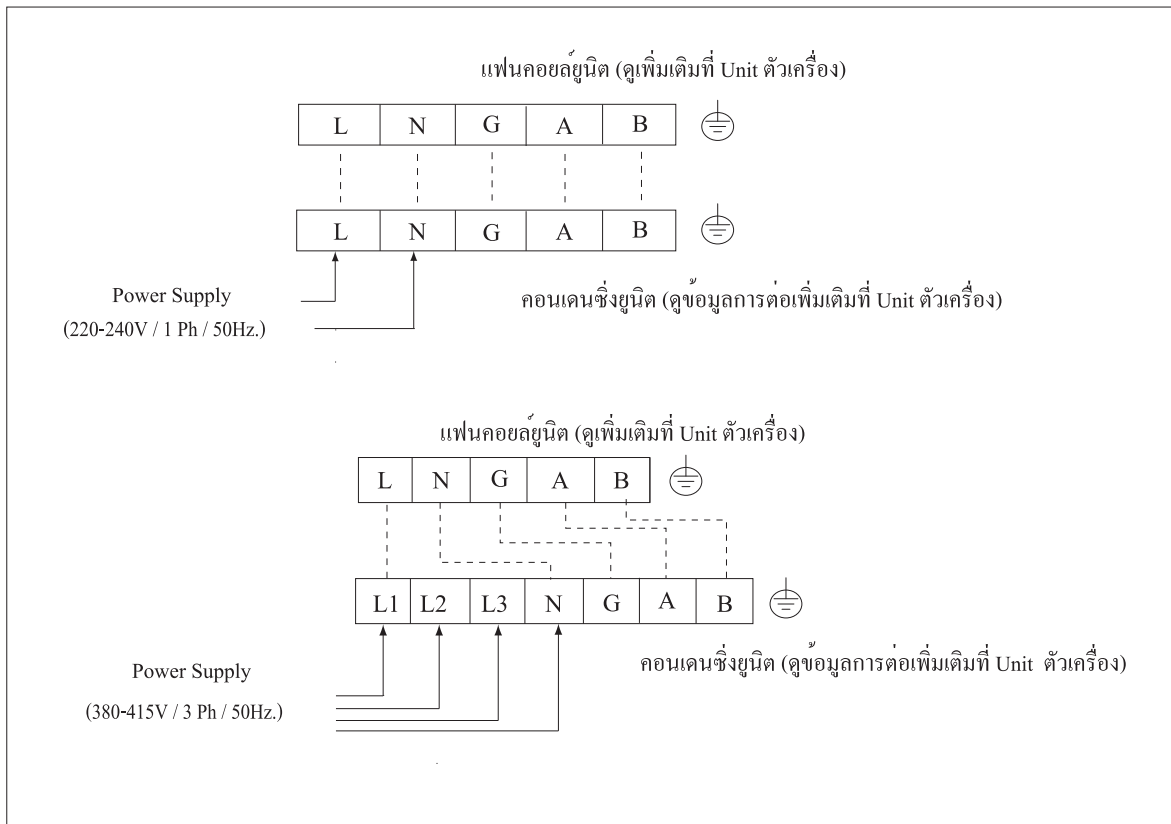 แฟนคอยล์ยูนิต (ดูเพิ่มเติมที่ Unit ตัวเครื่อง)
L N G A B
L N G A B
Power Supply
(220-240V / 1 Ph / 50Hz.)
คอนเดนซิ่งยูนิต (ดูข้อมูลการต่อเพิ่มเติมที่ Unit ตัวเครื่อง)
แฟนคอยล์ยูนิต (ดูเพิ่มเติมที่ Unit ตัวเครื่อง)
L N G A B
L1 L2 L3 N G A B
คอนเดนซิ่งยูนิต (ดูข้อมูลการต่อเพิ่มเติมที่ Unit ตัวเครื่อง)
Power Supply
(380-415V / 3 Ph / 50Hz.)